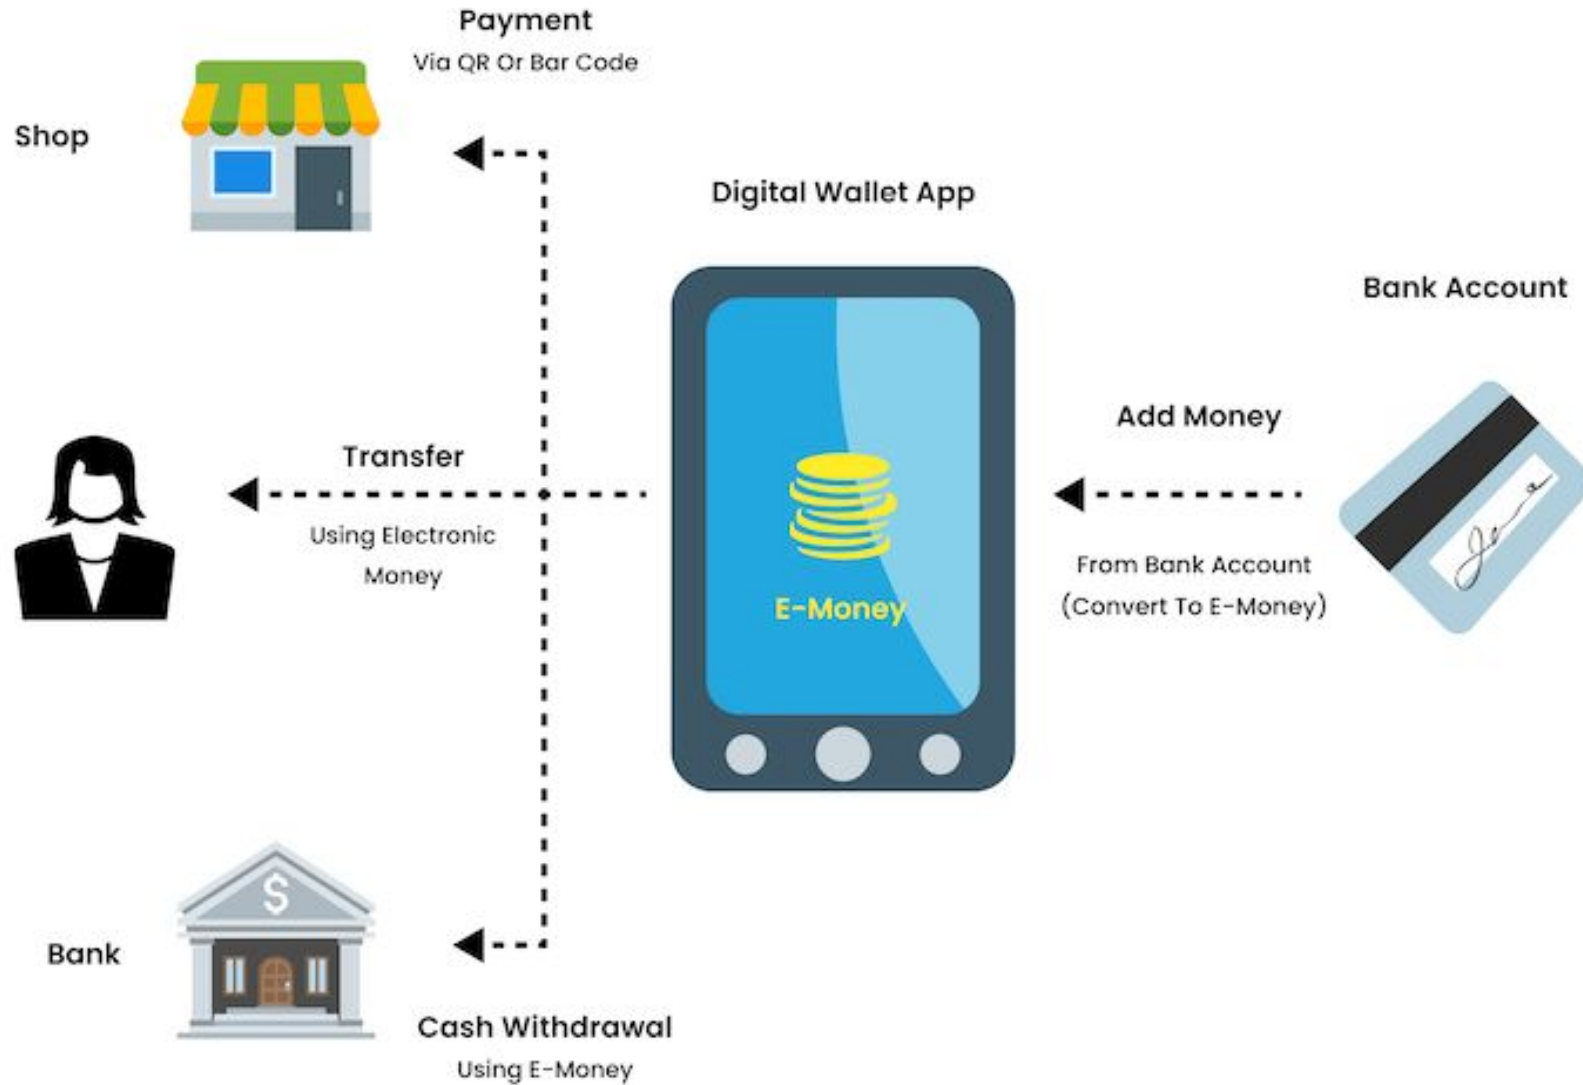 Payment
Via QR Or Bar Code
Shop
Digital Wallet App
Bank Account
Add Money
From Bank Account
(Convert To E-Money)
Transfer
Using Electronic
Money
E-Money
$
Bank
Cash Withdrawal
Using E-Money